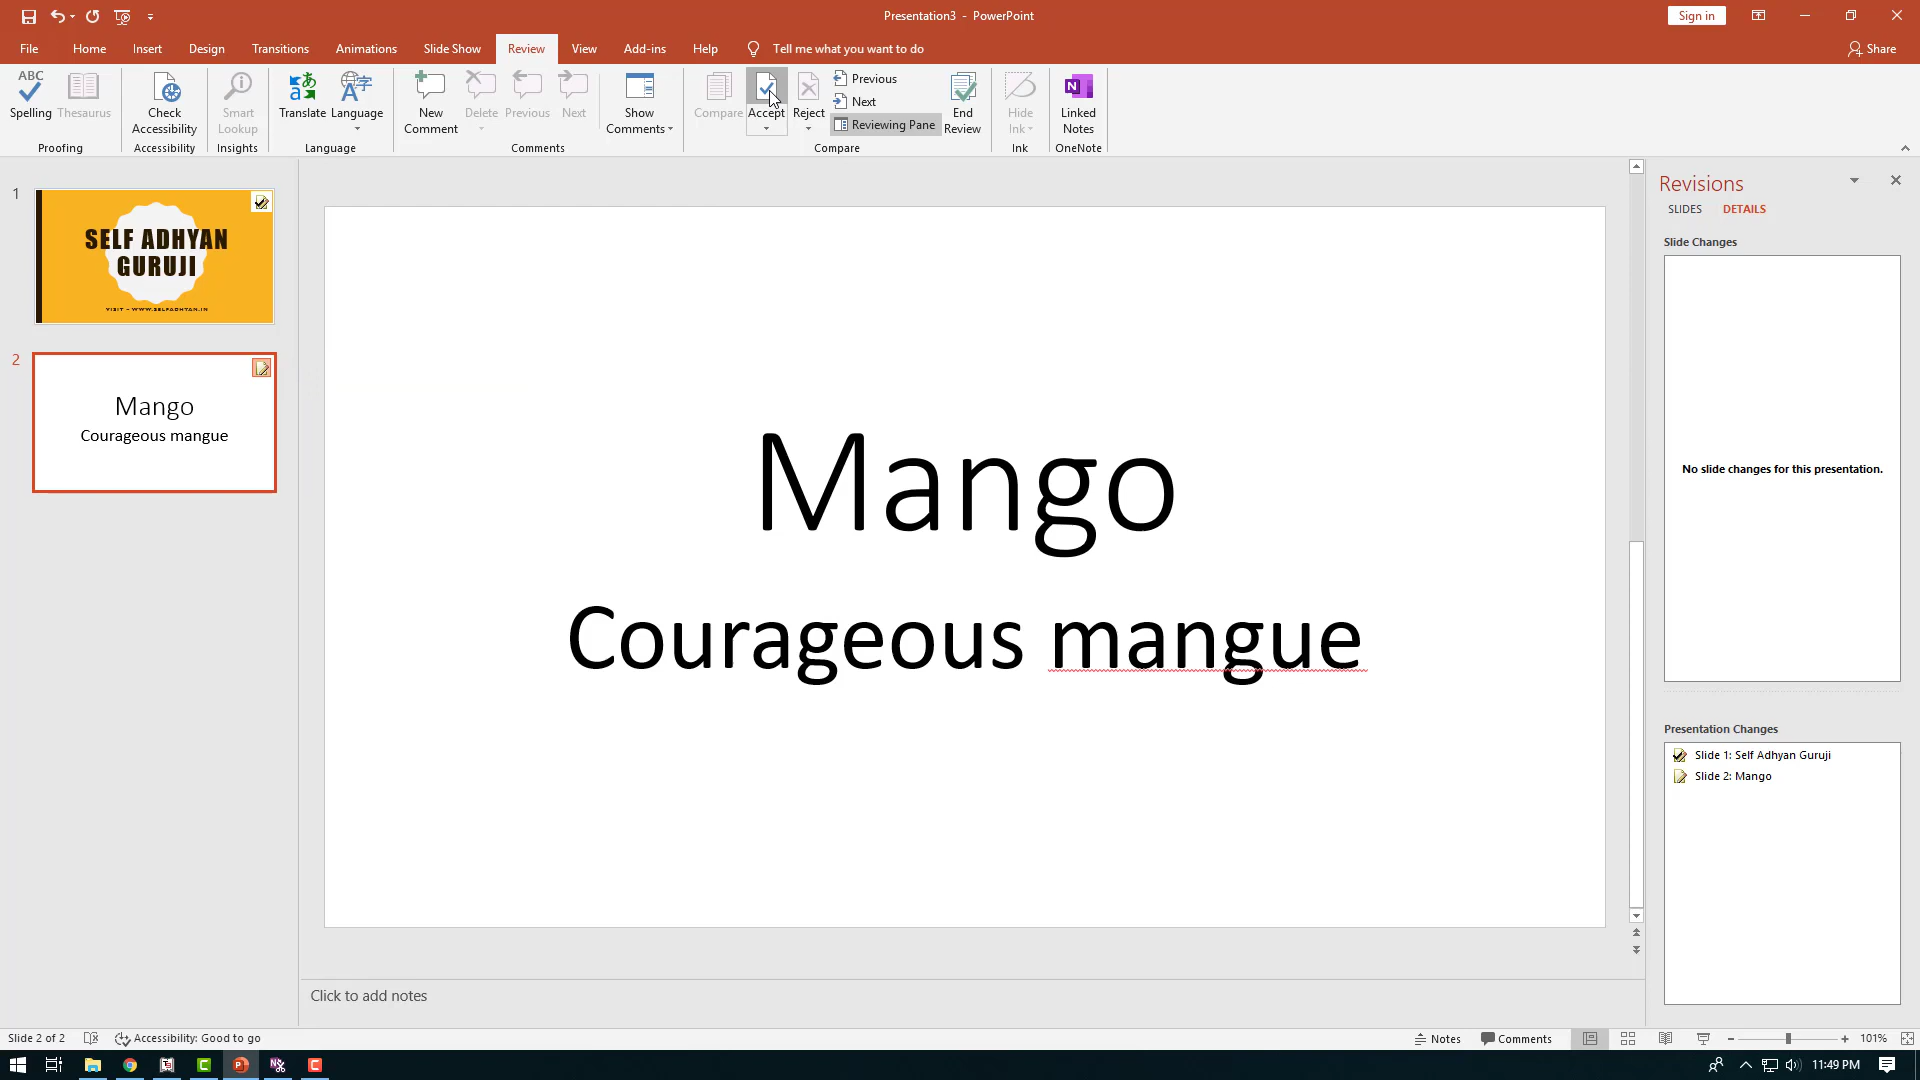 Presentation3 - PowerPoint
Sign in
File Home Insert Design Transitions Animations Slide Show Review View Add-ins Help Tell me what you want to do Share
ABC
Spelling
Thesaurus
Proofing
Check
Accessibility
Accessibility
Smart
Lookup
Insights
Translate
Language
Language
New
Comment
Delete
Previous
Next
Show
Comments
Comments
Compare
Accept
Reject
Previous
Next
Reviewing Pane
End
Review
Compare
Hide
Ink
Ink
Linked
Notes
OneNote
1
SELF ADHYAN
GURUJI
VISIT - WWW.SELFADHYAN.IN
2
Mango
Courageous mangue
Mango
Courageous mangue
Click to add notes
Revisions
SLIDES DETAILS
Slide Changes
No slide changes for this presentation.
Presentation Changes
Slide 1: Self Adhyan Guruji
Slide 2: Mango
Slide 2 of 2
Accessibility: Good to go
Notes
Comments
101%
11:49 PM